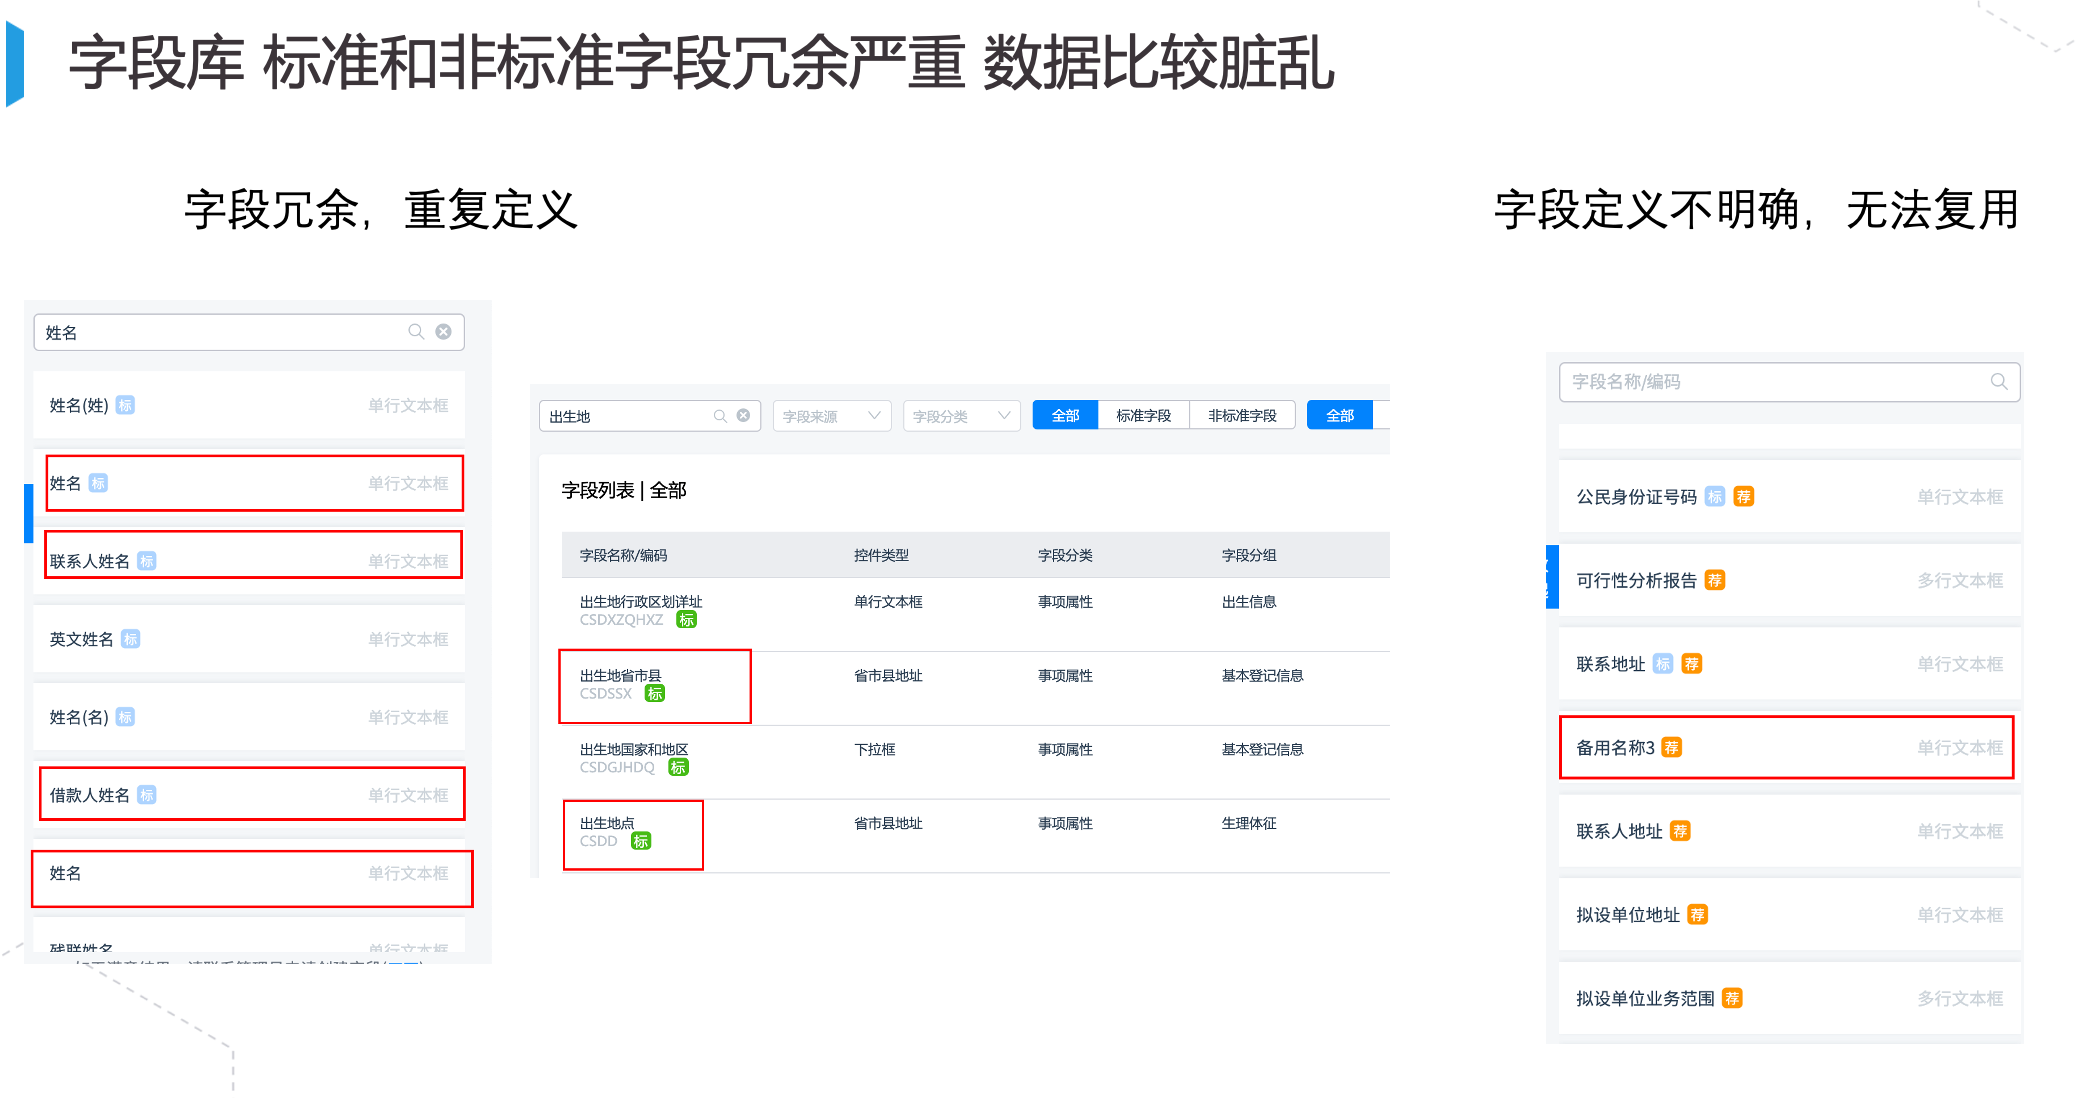 字段库 标准和非标准字段冗余严重 数据比较脏乱
字段冗余，重复定义
字段定义不明确，无法复用
姓名
姓名(姓) 标 单行文本框
姓名 标 单行文本框
联系人姓名 标 单行文本框
英文姓名 标 单行文本框
姓名(名) 标 单行文本框
借款人姓名 标 单行文本框
姓名 单行文本框
残联姓名 单行文本框
出生地 字段来源 字段分类 全部 标准字段 非标准字段 全部
字段列表 | 全部
字段名称/编码 控件类型 字段分类 字段分组
出生地行政区划详址 单行文本框 事项属性 出生信息
CSDXZQHXZ 标
出生地省市县 省市县地址 事项属性 基本登记信息
CSDSSX 标
出生地国家和地区 下拉框 事项属性 基本登记信息
CSDGJHDQ 标
出生地点 省市县地址 事项属性 生理体征
CSDD 标
字段名称/编码
公民身份证号码 标 荐 单行文本框
可行性分析报告 荐 多行文本框
联系地址 标 荐 单行文本框
备用名称3 荐 单行文本框
联系人地址 荐 单行文本框
拟设单位地址 荐 单行文本框
拟设单位业务范围 荐 多行文本框